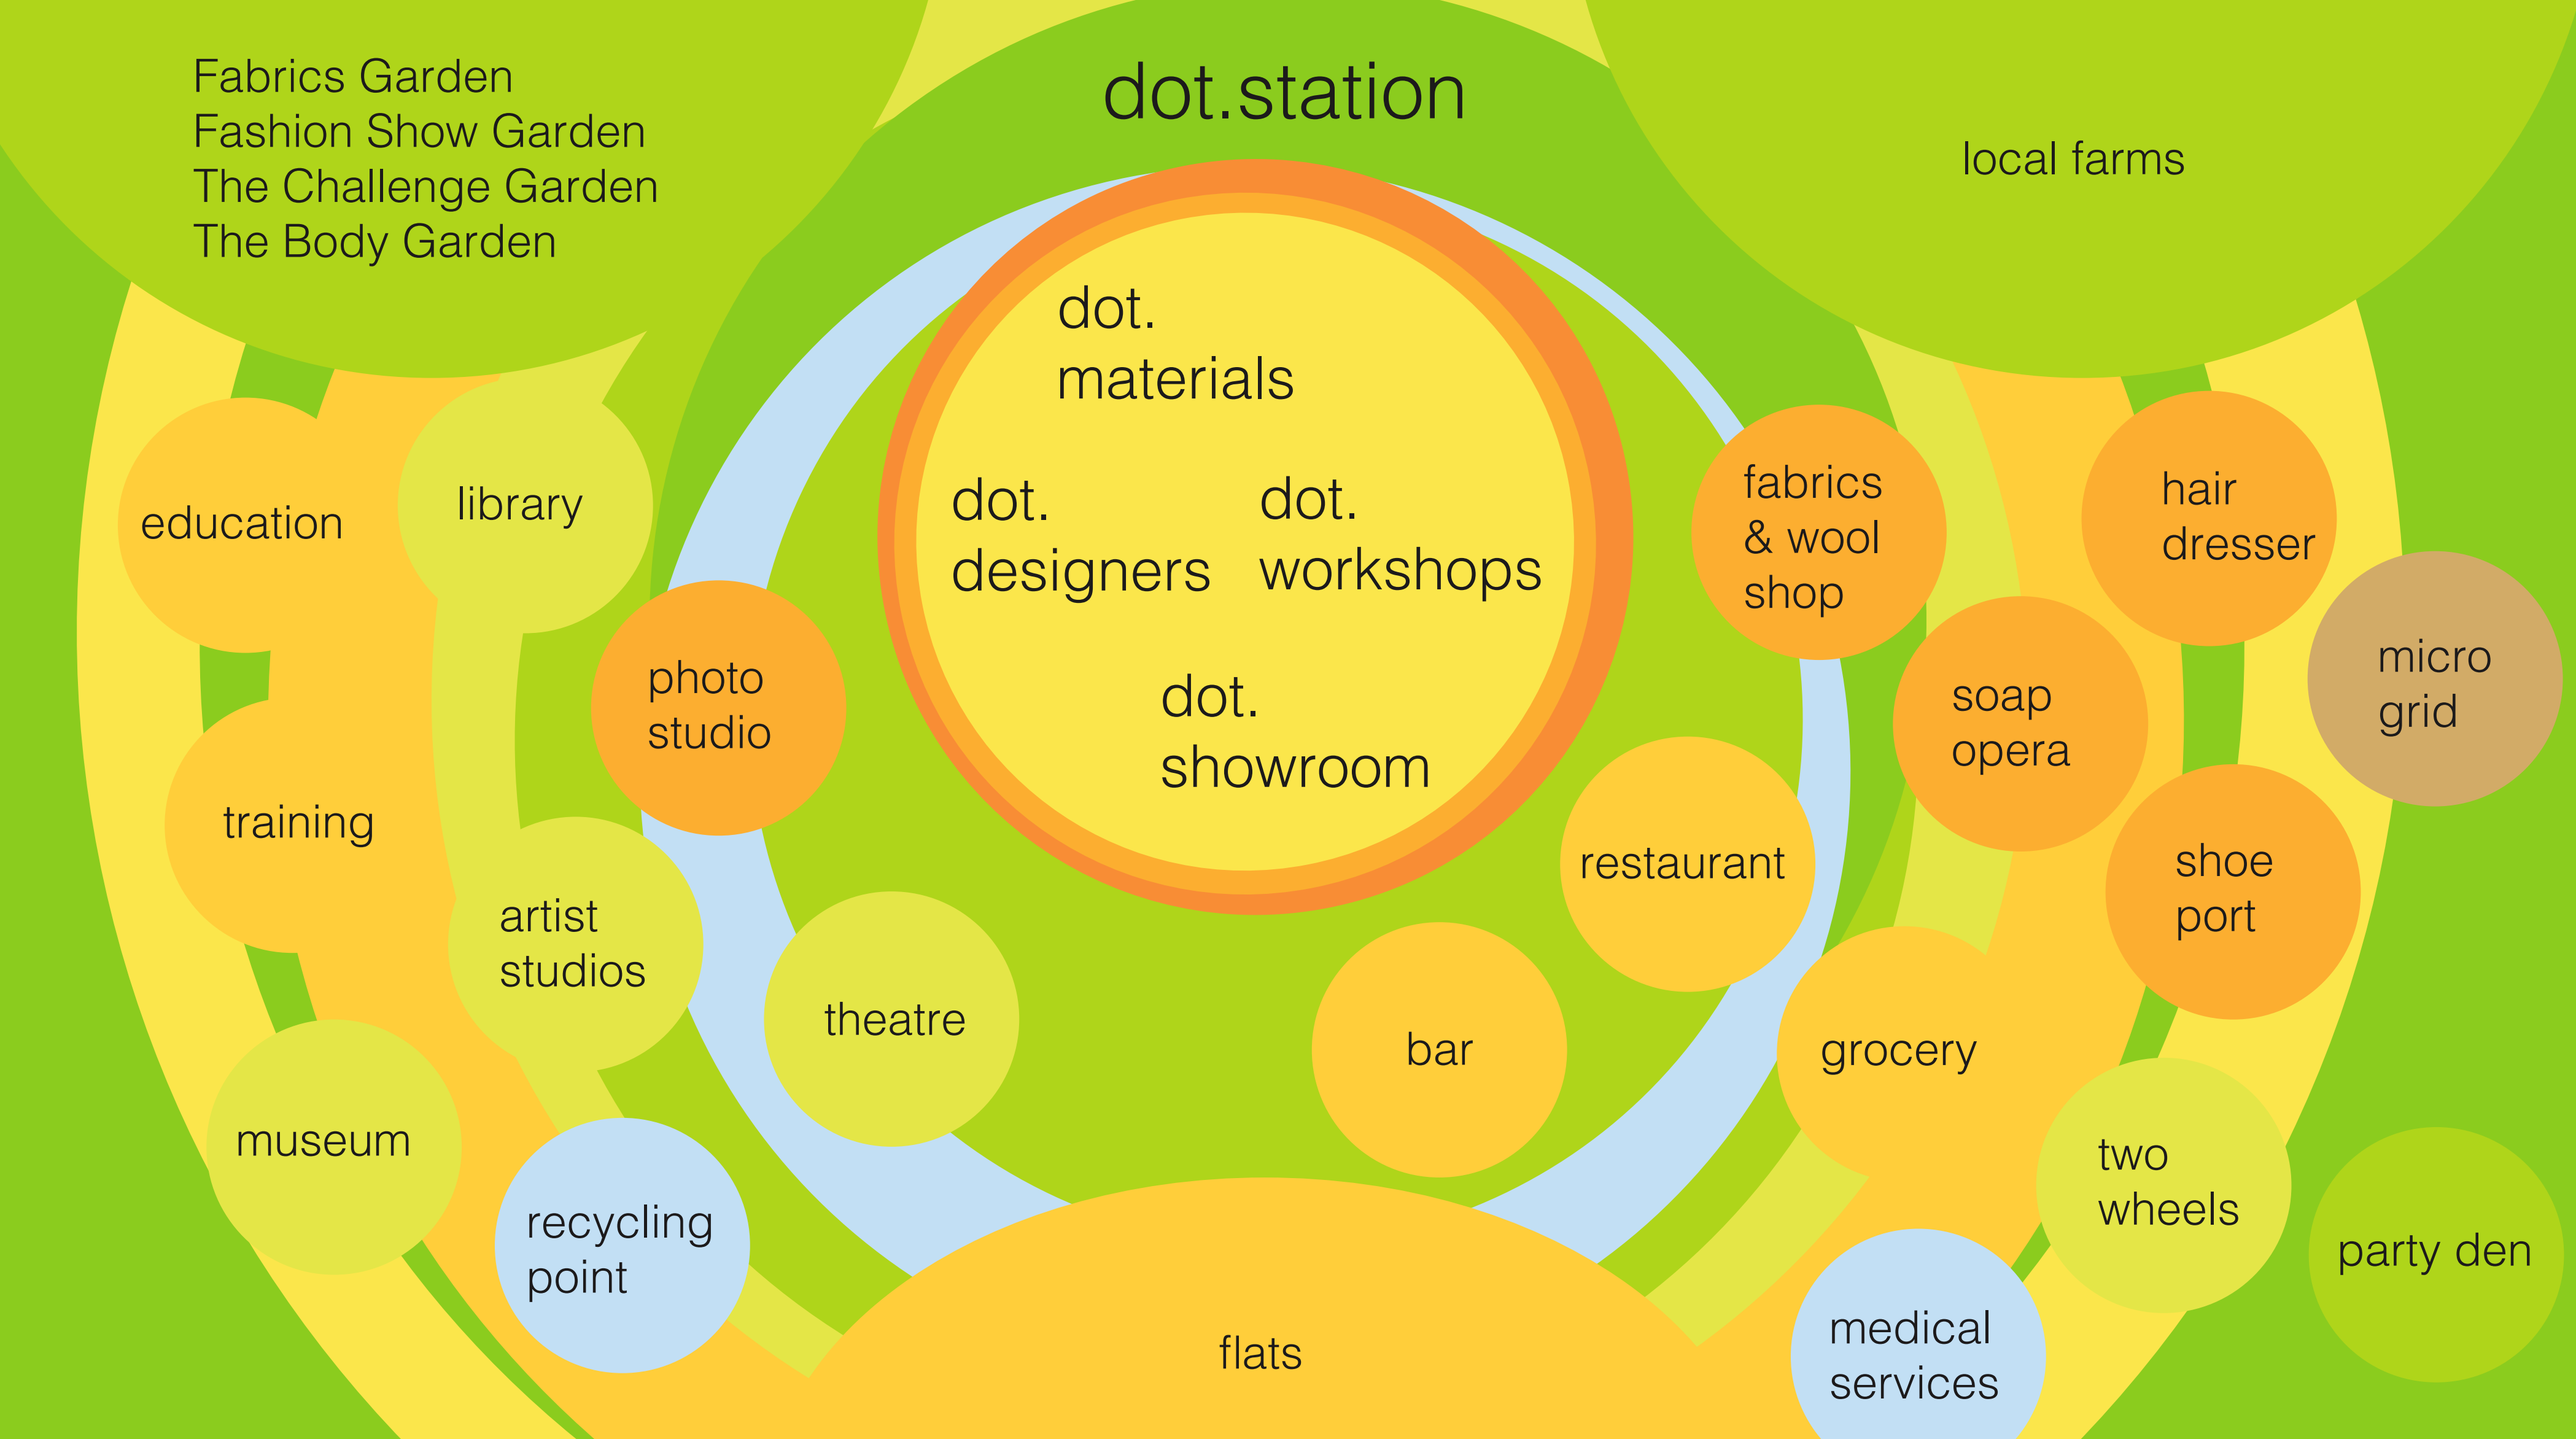 Fabrics Garden
Fashion Show Garden
The Challenge Garden
The Body Garden
dot.station
local farms
dot.
materials
dot.
designers
dot.
workshops
dot.
showroom
education
library
photo
studio
fabrics
& wool
shop
hair
dresser
micro
grid
soap
opera
training
restaurant
shoe
port
artist
studios
theatre
bar
grocery
museum
two
wheels
recycling
point
party den
flats
medical
services